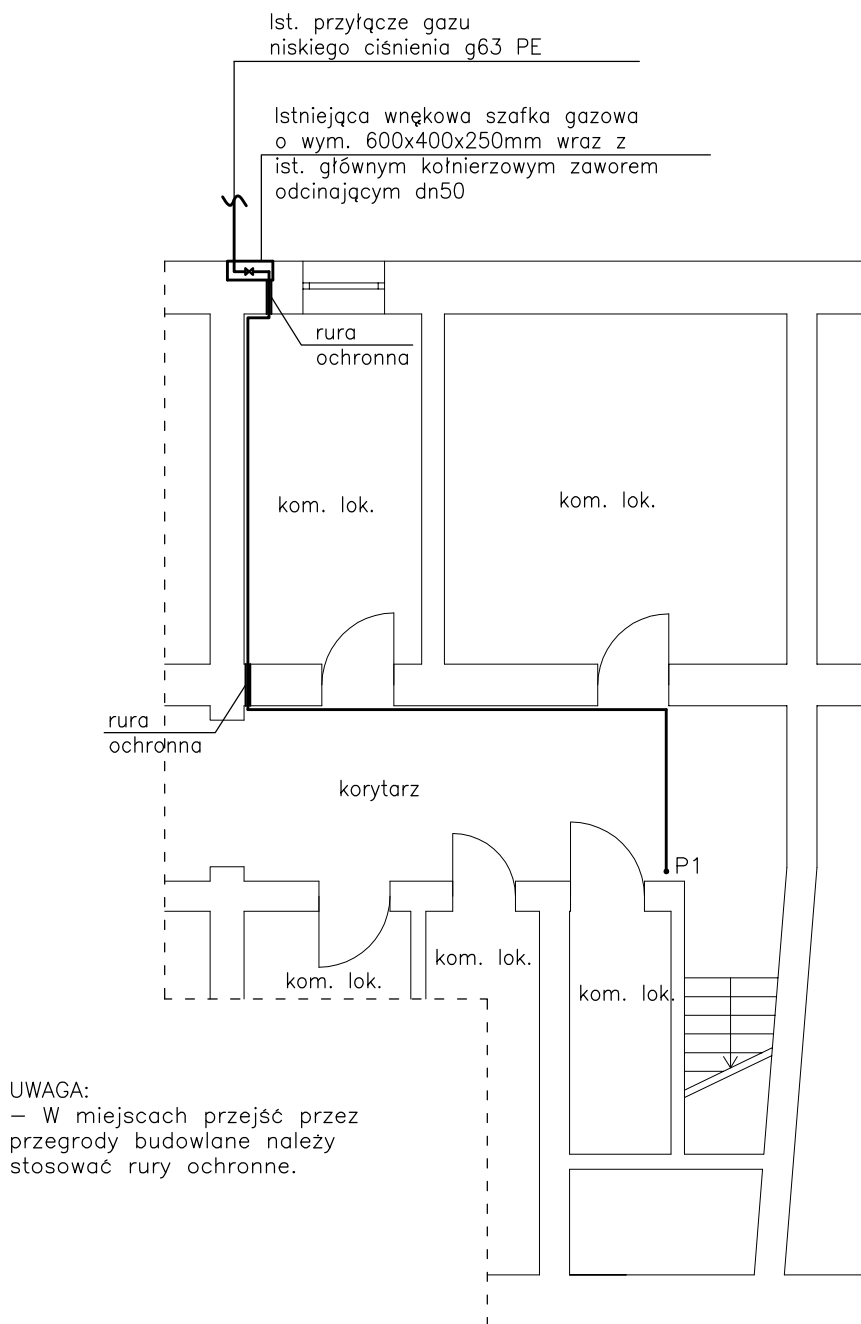 Ist. przyłącze gazu
niskiego ciśnienia g63 PE
Istniejąca wnękowa szafka gazowa
o wym. 600x400x250mm wraz z
ist. głównym kołnierzowym zaworem
odcinającym dn50
rura
ochronna
kom. lok.
kom. lok.
rura
ochronna
korytarz
P1
kom. lok.
kom. lok.
kom. lok.
UWAGA:
– W miejscach przejść przez
przegrody budowlane należy
stosować rury ochronne.